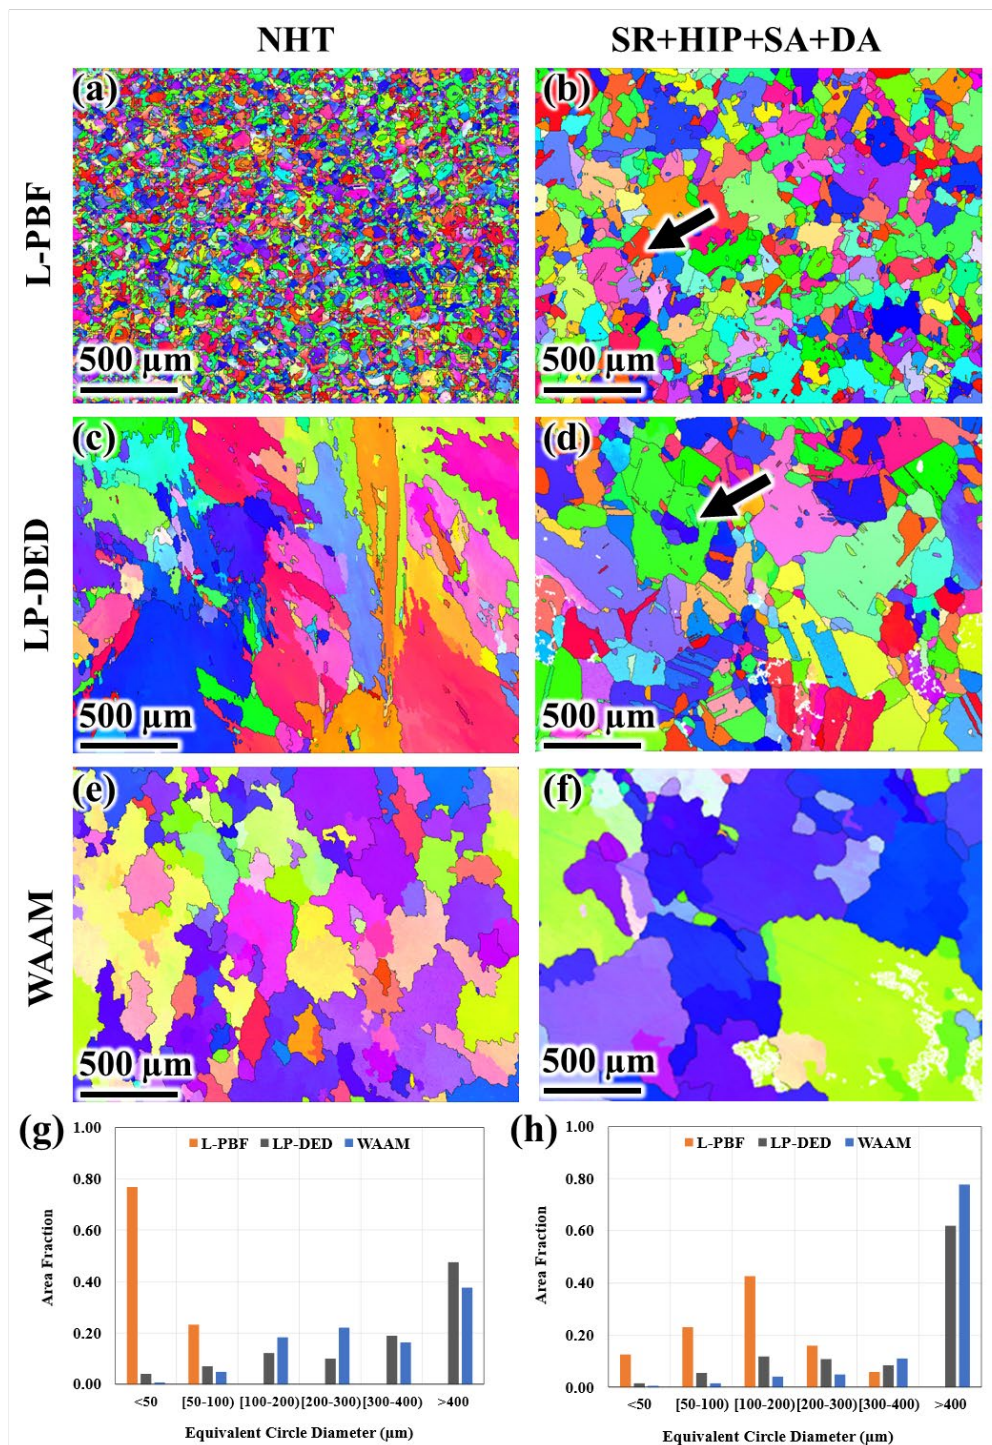 NHT
SR+HIP+SA+DA
L-PBF
(a)
500 µm
(b)
500 µm
LP-DED
(c)
500 µm
(d)
500 µm
WAAM
(e)
500 µm
(f)
500 µm
(g)
1.00
0.80
0.60
0.40
0.20
0.00
Area Fraction
L-PBF LP-DED WAAM
<50 [50-100) [100-200) [200-300) [300-400) >400
Equivalent Circle Diameter (µm)
(h)
1.00
0.80
0.60
0.40
0.20
0.00
Area Fraction
L-PBF LP-DED WAAM
<50 [50-100) [100-200) [200-300) [300-400) >400
Equivalent Circle Diameter (µm)